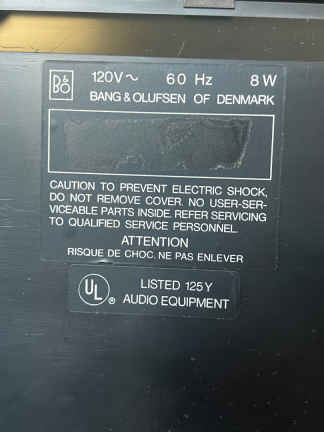 B&O 120V~ 60 Hz 8W
BANG & OLUFSEN OF DENMARK
CAUTION TO PREVENT ELECTRIC SHOCK,
DO NOT REMOVE COVER. NO USER-SER-
VICEABLE PARTS INSIDE. REFER SERVICING
TO QUALIFIED SERVICE PERSONNEL.
ATTENTION
RISQUE DE CHOC. NE PAS ENLEVER
UL ® LISTED 125Y
AUDIO EQUIPMENT